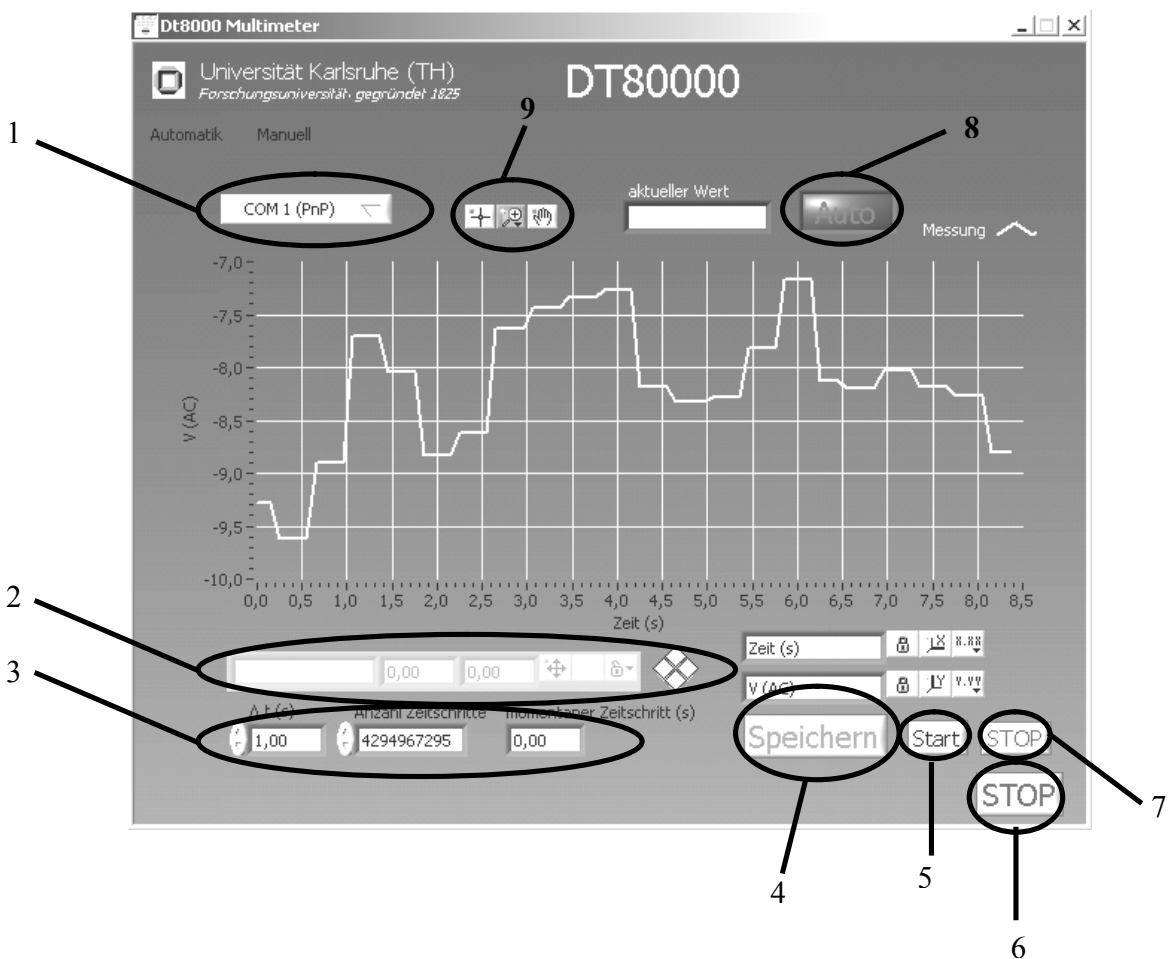 Dt8000 Multimeter
Universität Karlsruhe (TH)
Forschungsuniversität · gegründet 1825
DT80000
9
8
1
Automatik Manuell
COM 1 (PnP)
aktueller Wert
Auto
Messung
-7,0
-7,5
-8,0
-8,5
-9,0
-9,5
-10,0
V (AC)
0,0 0,5 1,0 1,5 2,0 2,5 3,0 3,5 4,0 4,5 5,0 5,5 6,0 6,5 7,0 7,5 8,0 8,5
Zeit (s)
2
0,00 0,00
Zeit (s) X X.XX
V (AC) Y Y.YY
3
Δ t (s) Anzahl Zeitschritte momentaner Zeitschritt (s)
1,00 4294967295 0,00
Speichern Start STOP
STOP
7
4
5
6